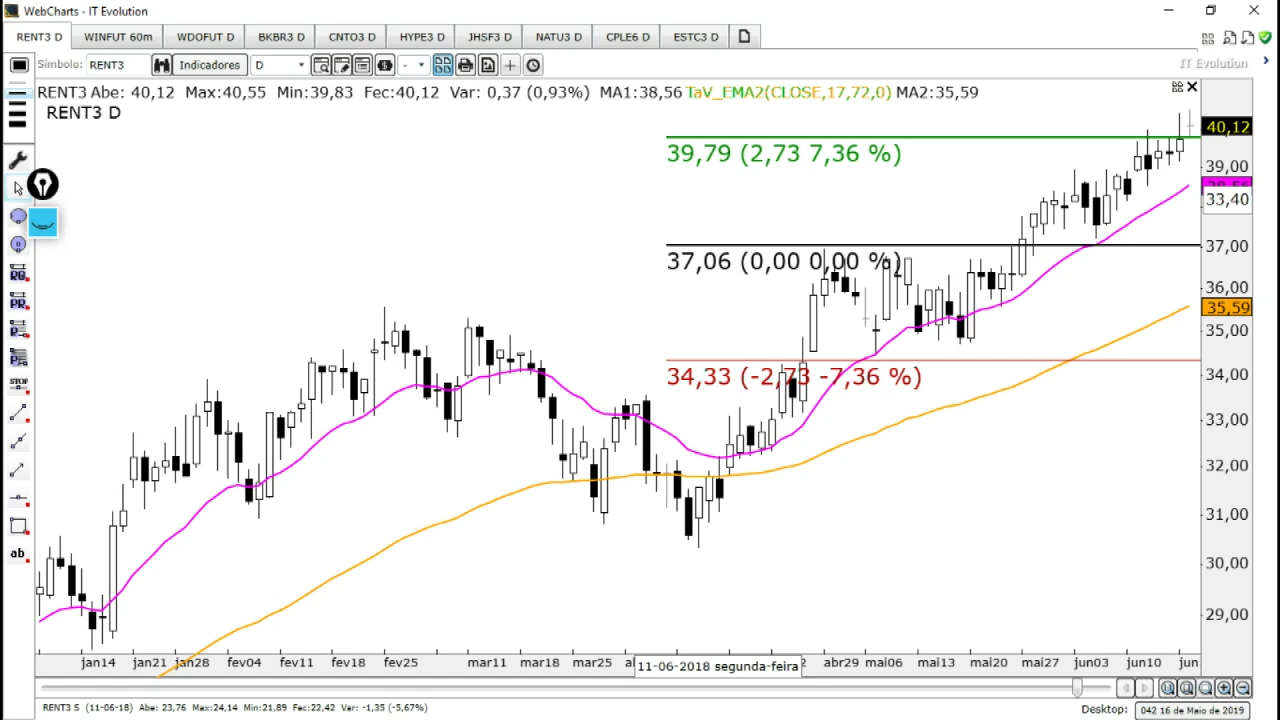 WebCharts - IT Evolution
RENT3 D WINFUT 60m WDOFUT D BKBR3 D CNTO3 D HYPE3 D JHSF3 D NATU3 D CPLE6 D ESTC3 D
Símbolo: RENT3 Indicadores D - IT Evolution
RENT3 Abe: 40,12 Max:40,55 Min:39,83 Fec:40,12 Var: 0,37 (0,93%) MA1:38,56 TaV_EMA2(CLOSE,17,72,0) MA2:35,59
RENT3 D
40,12
39,79 (2,73 7,36 %)
39,00
33,40
37,00
37,06 (0,00 0,00 %)
36,00
35,59
35,00
34,00
34,33 (-2,73 -7,36 %)
33,00
32,00
31,00
30,00
29,00
RG
PR
P
P
STOP
ab
jan14 jan21 jan28 fev04 fev11 fev18 fev25 mar11 mar18 mar25 11-06-2018 segunda-feira abr29 mai06 mai13 mai20 mai27 jun03 jun10 jun
RENT3 S (11-06-18) Abe: 23,76 Max:24,14 Min:21,89 Fec:22,42 Var: -1,35 (-5,67%)
Desktop: 042 16 de Maio de 2019